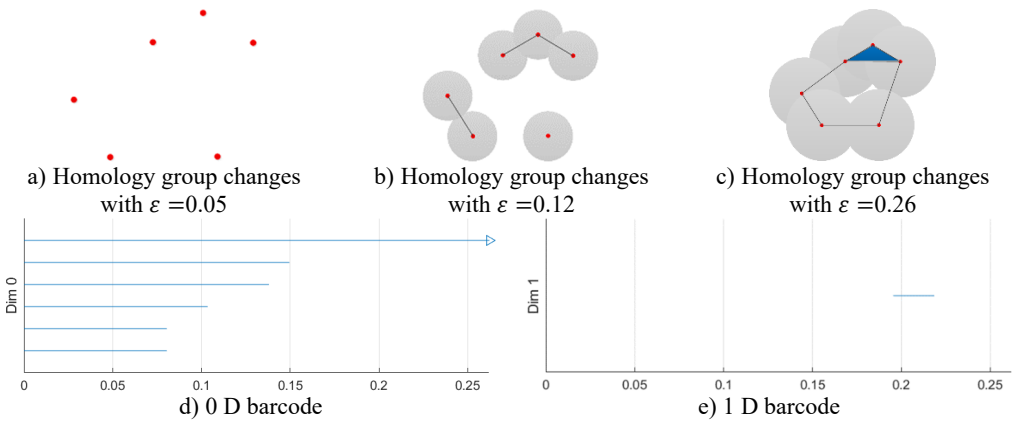 a) Homology group changes
with ε =0.05
b) Homology group changes
with ε =0.12
c) Homology group changes
with ε =0.26
Dim 0
0 0.05 0.1 0.15 0.2 0.25
d) 0 D barcode
Dim 1
0 0.05 0.1 0.15 0.2 0.25
e) 1 D barcode